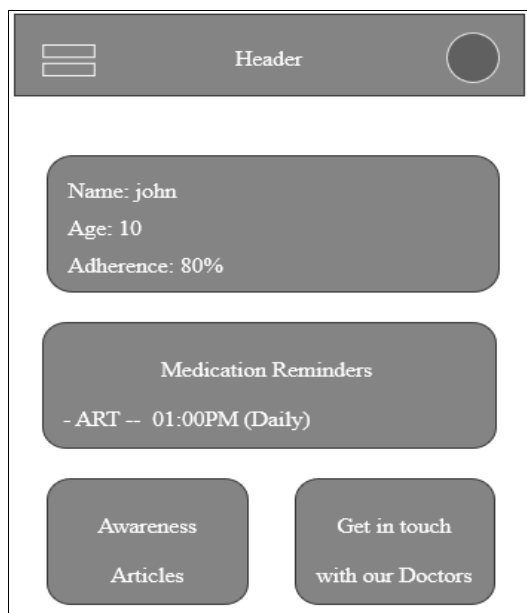 Header
Name: john
Age: 10
Adherence: 80%
Medication Reminders
- ART -- 01:00PM (Daily)
Awareness
Articles
Get in touch
with our Doctors